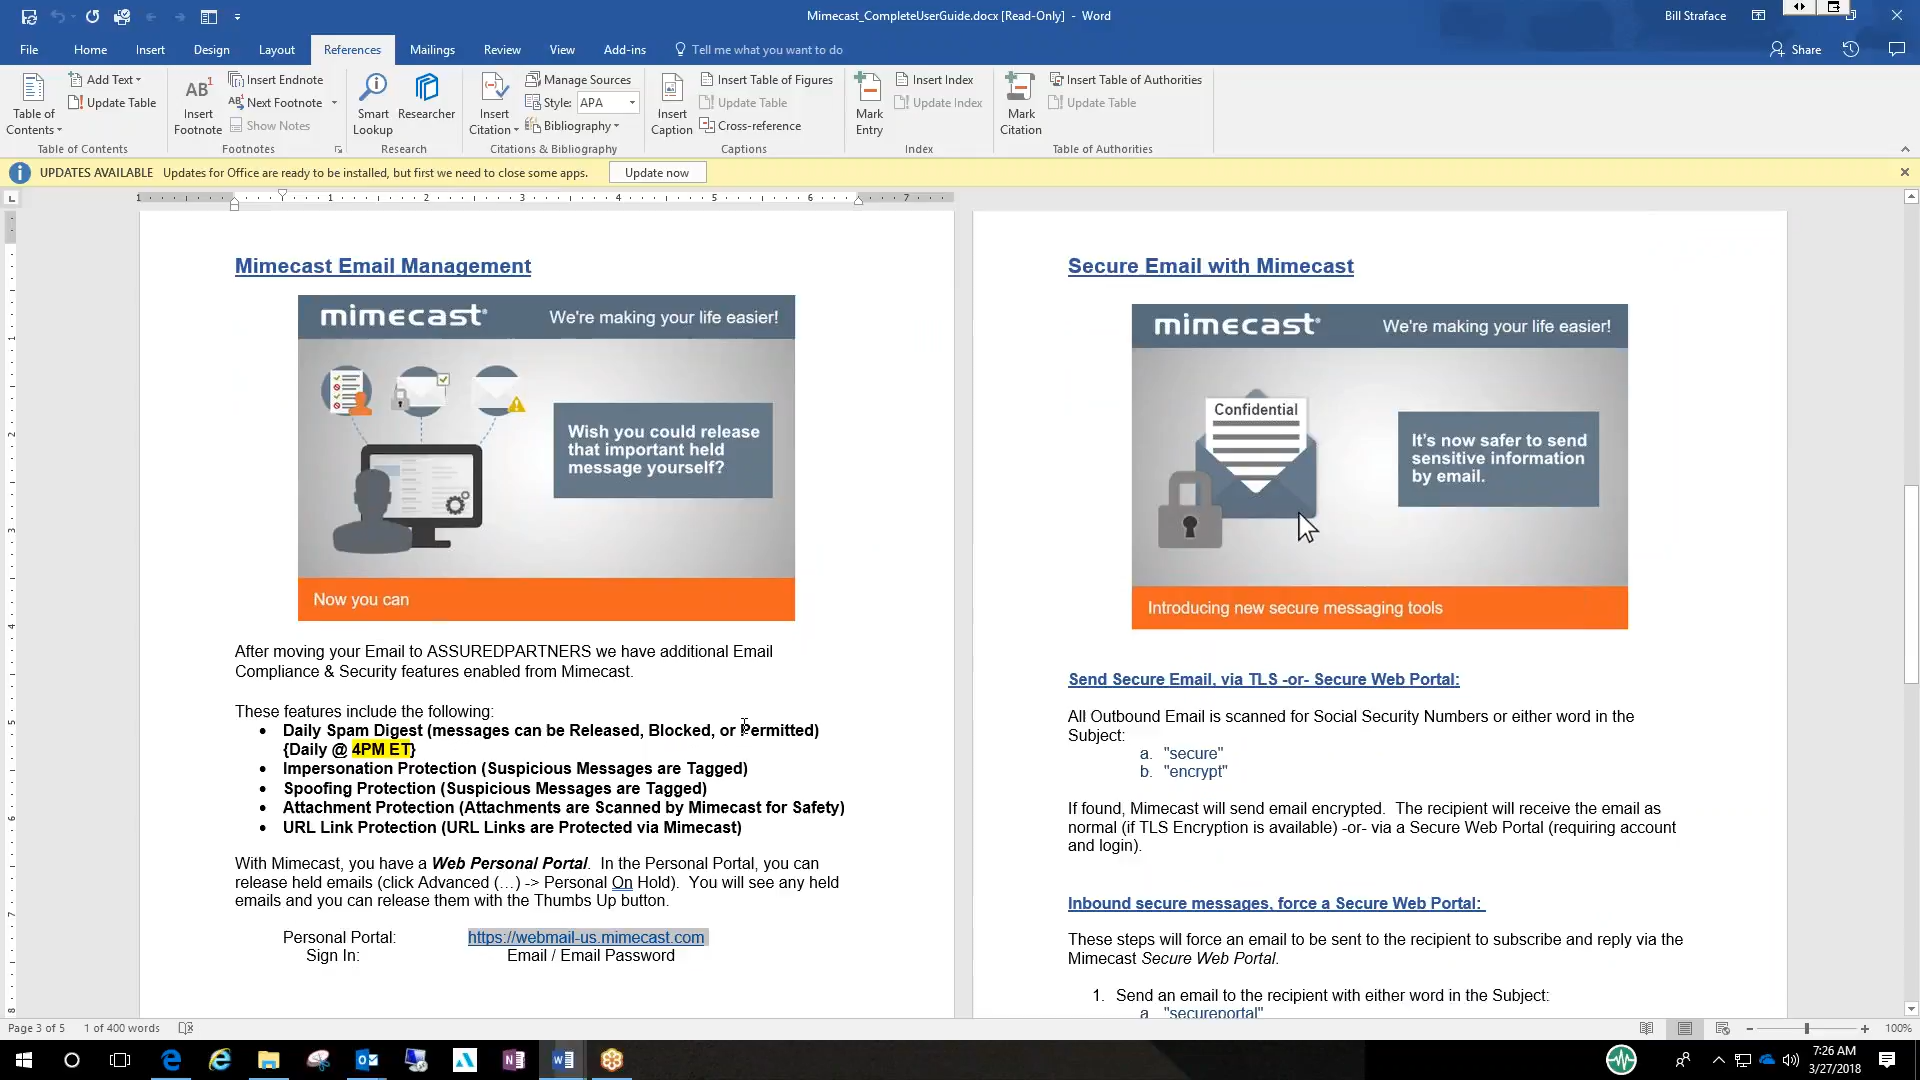 Mimecast_CompleteUserGuide.docx [Read-Only] - Word
Bill Straface
File Home Insert Design Layout References Mailings Review View Add-ins Tell me what you want to do
Share
Table of Contents
Add Text
Update Table
Table of Contents
AB1
Insert Footnote
Insert Endnote
Next Footnote
Show Notes
Footnotes
Smart Lookup
Researcher
Research
Insert Citation
Manage Sources
Style: APA
Bibliography
Citations & Bibliography
Insert Caption
Insert Table of Figures
Update Table
Cross-reference
Captions
Mark Entry
Insert Index
Update Index
Index
Mark Citation
Insert Table of Authorities
Update Table
Table of Authorities
UPDATES AVAILABLE Updates for Office are ready to be installed, but first we need to close some apps. Update now
1 1 2 3 4 5 6 7
Mimecast Email Management
mimecast® We're making your life easier!
Wish you could release
that important held
message yourself?
Now you can
After moving your Email to ASSUREDPARTNERS we have additional Email
Compliance & Security features enabled from Mimecast.
These features include the following:
• Daily Spam Digest (messages can be Released, Blocked, or Permitted)
{Daily @ 4PM ET}
• Impersonation Protection (Suspicious Messages are Tagged)
• Spoofing Protection (Suspicious Messages are Tagged)
• Attachment Protection (Attachments are Scanned by Mimecast for Safety)
• URL Link Protection (URL Links are Protected via Mimecast)
With Mimecast, you have a Web Personal Portal. In the Personal Portal, you can
release held emails (click Advanced (…) -> Personal On Hold). You will see any held
emails and you can release them with the Thumbs Up button.
Personal Portal: https://webmail-us.mimecast.com
Sign In: Email / Email Password
Secure Email with Mimecast
mimecast® We're making your life easier!
Confidential
It's now safer to send
sensitive information
by email.
Introducing new secure messaging tools
Send Secure Email, via TLS -or- Secure Web Portal:
All Outbound Email is scanned for Social Security Numbers or either word in the
Subject:
a. "secure"
b. "encrypt"
If found, Mimecast will send email encrypted. The recipient will receive the email as
normal (if TLS Encryption is available) -or- via a Secure Web Portal (requiring account
and login).
Inbound secure messages, force a Secure Web Portal:
These steps will force an email to be sent to the recipient to subscribe and reply via the
Mimecast Secure Web Portal.
1. Send an email to the recipient with either word in the Subject:
a. "secureportal"
Page 3 of 5 1 of 400 words
100%
7:26 AM
3/27/2018